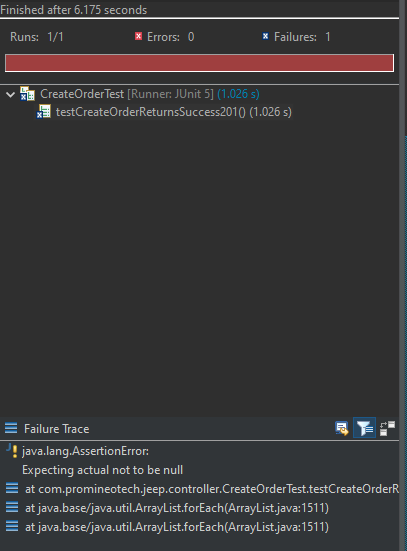 Finished after 6.175 seconds
Runs: 1/1 Errors: 0 Failures: 1
CreateOrderTest [Runner: JUnit 5] (1.026 s)
testCreateOrderReturnsSuccess201() (1.026 s)
Failure Trace
java.lang.AssertionError:
Expecting actual not to be null
at com.promineotech.jeep.controller.CreateOrderTest.testCreateOrderR
at java.base/java.util.ArrayList.forEach(ArrayList.java:1511)
at java.base/java.util.ArrayList.forEach(ArrayList.java:1511)